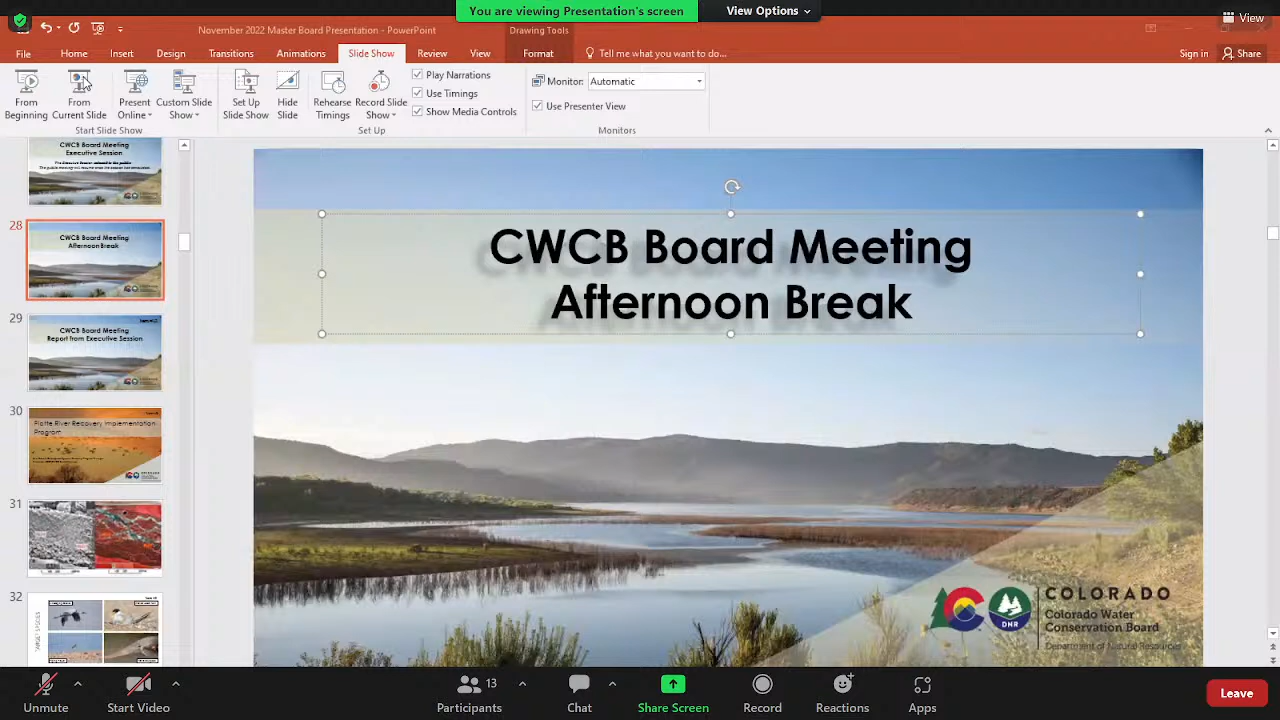 You are viewing Presentation's screen
View Options
View
November 2022 Master Board Presentation - PowerPoint
Drawing Tools
File
Home
Insert
Design
Transitions
Animations
Slide Show
Review
View
Format
Tell me what you want to do...
Sign in
Share
From
Beginning
From
Current Slide
Present
Online
Custom Slide
Show
Set Up
Slide Show
Hide
Slide
Rehearse
Timings
Record Slide
Show
Play Narrations
Use Timings
Show Media Controls
Monitor:
Automatic
Use Presenter View
Start Slide Show
Set Up
Monitors
CWCB Board Meeting
Executive Session
28
CWCB Board Meeting
Afternoon Break
29
CWCB Board Meeting
Report from Executive Session
30
Platte River Recovery Implementation
Program
31
32
TARGET SPECIES
CWCB Board Meeting
Afternoon Break
COLORADO
Colorado Water
Conservation Board
Department of Natural Resources
DNR
Unmute
Start Video
13
Participants
Chat
Share Screen
Record
Reactions
Apps
Leave